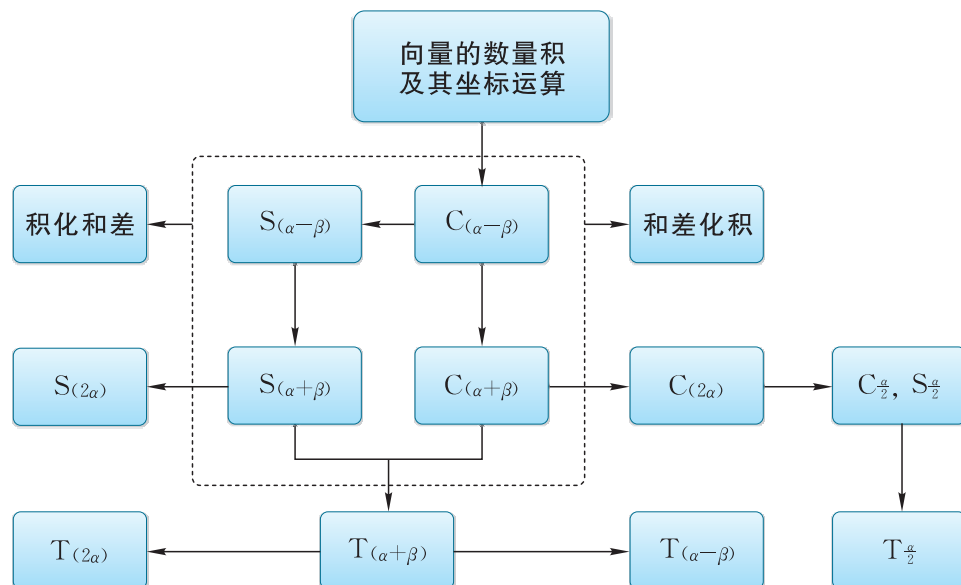 向量的数量积
及其坐标运算
积化和差
S(α−β)
C(α−β)
和差化积
S(2α)
S(α+β)
C(α+β)
C(2α)
C α/2, S α/2
T(2α)
T(α+β)
T(α−β)
T α/2